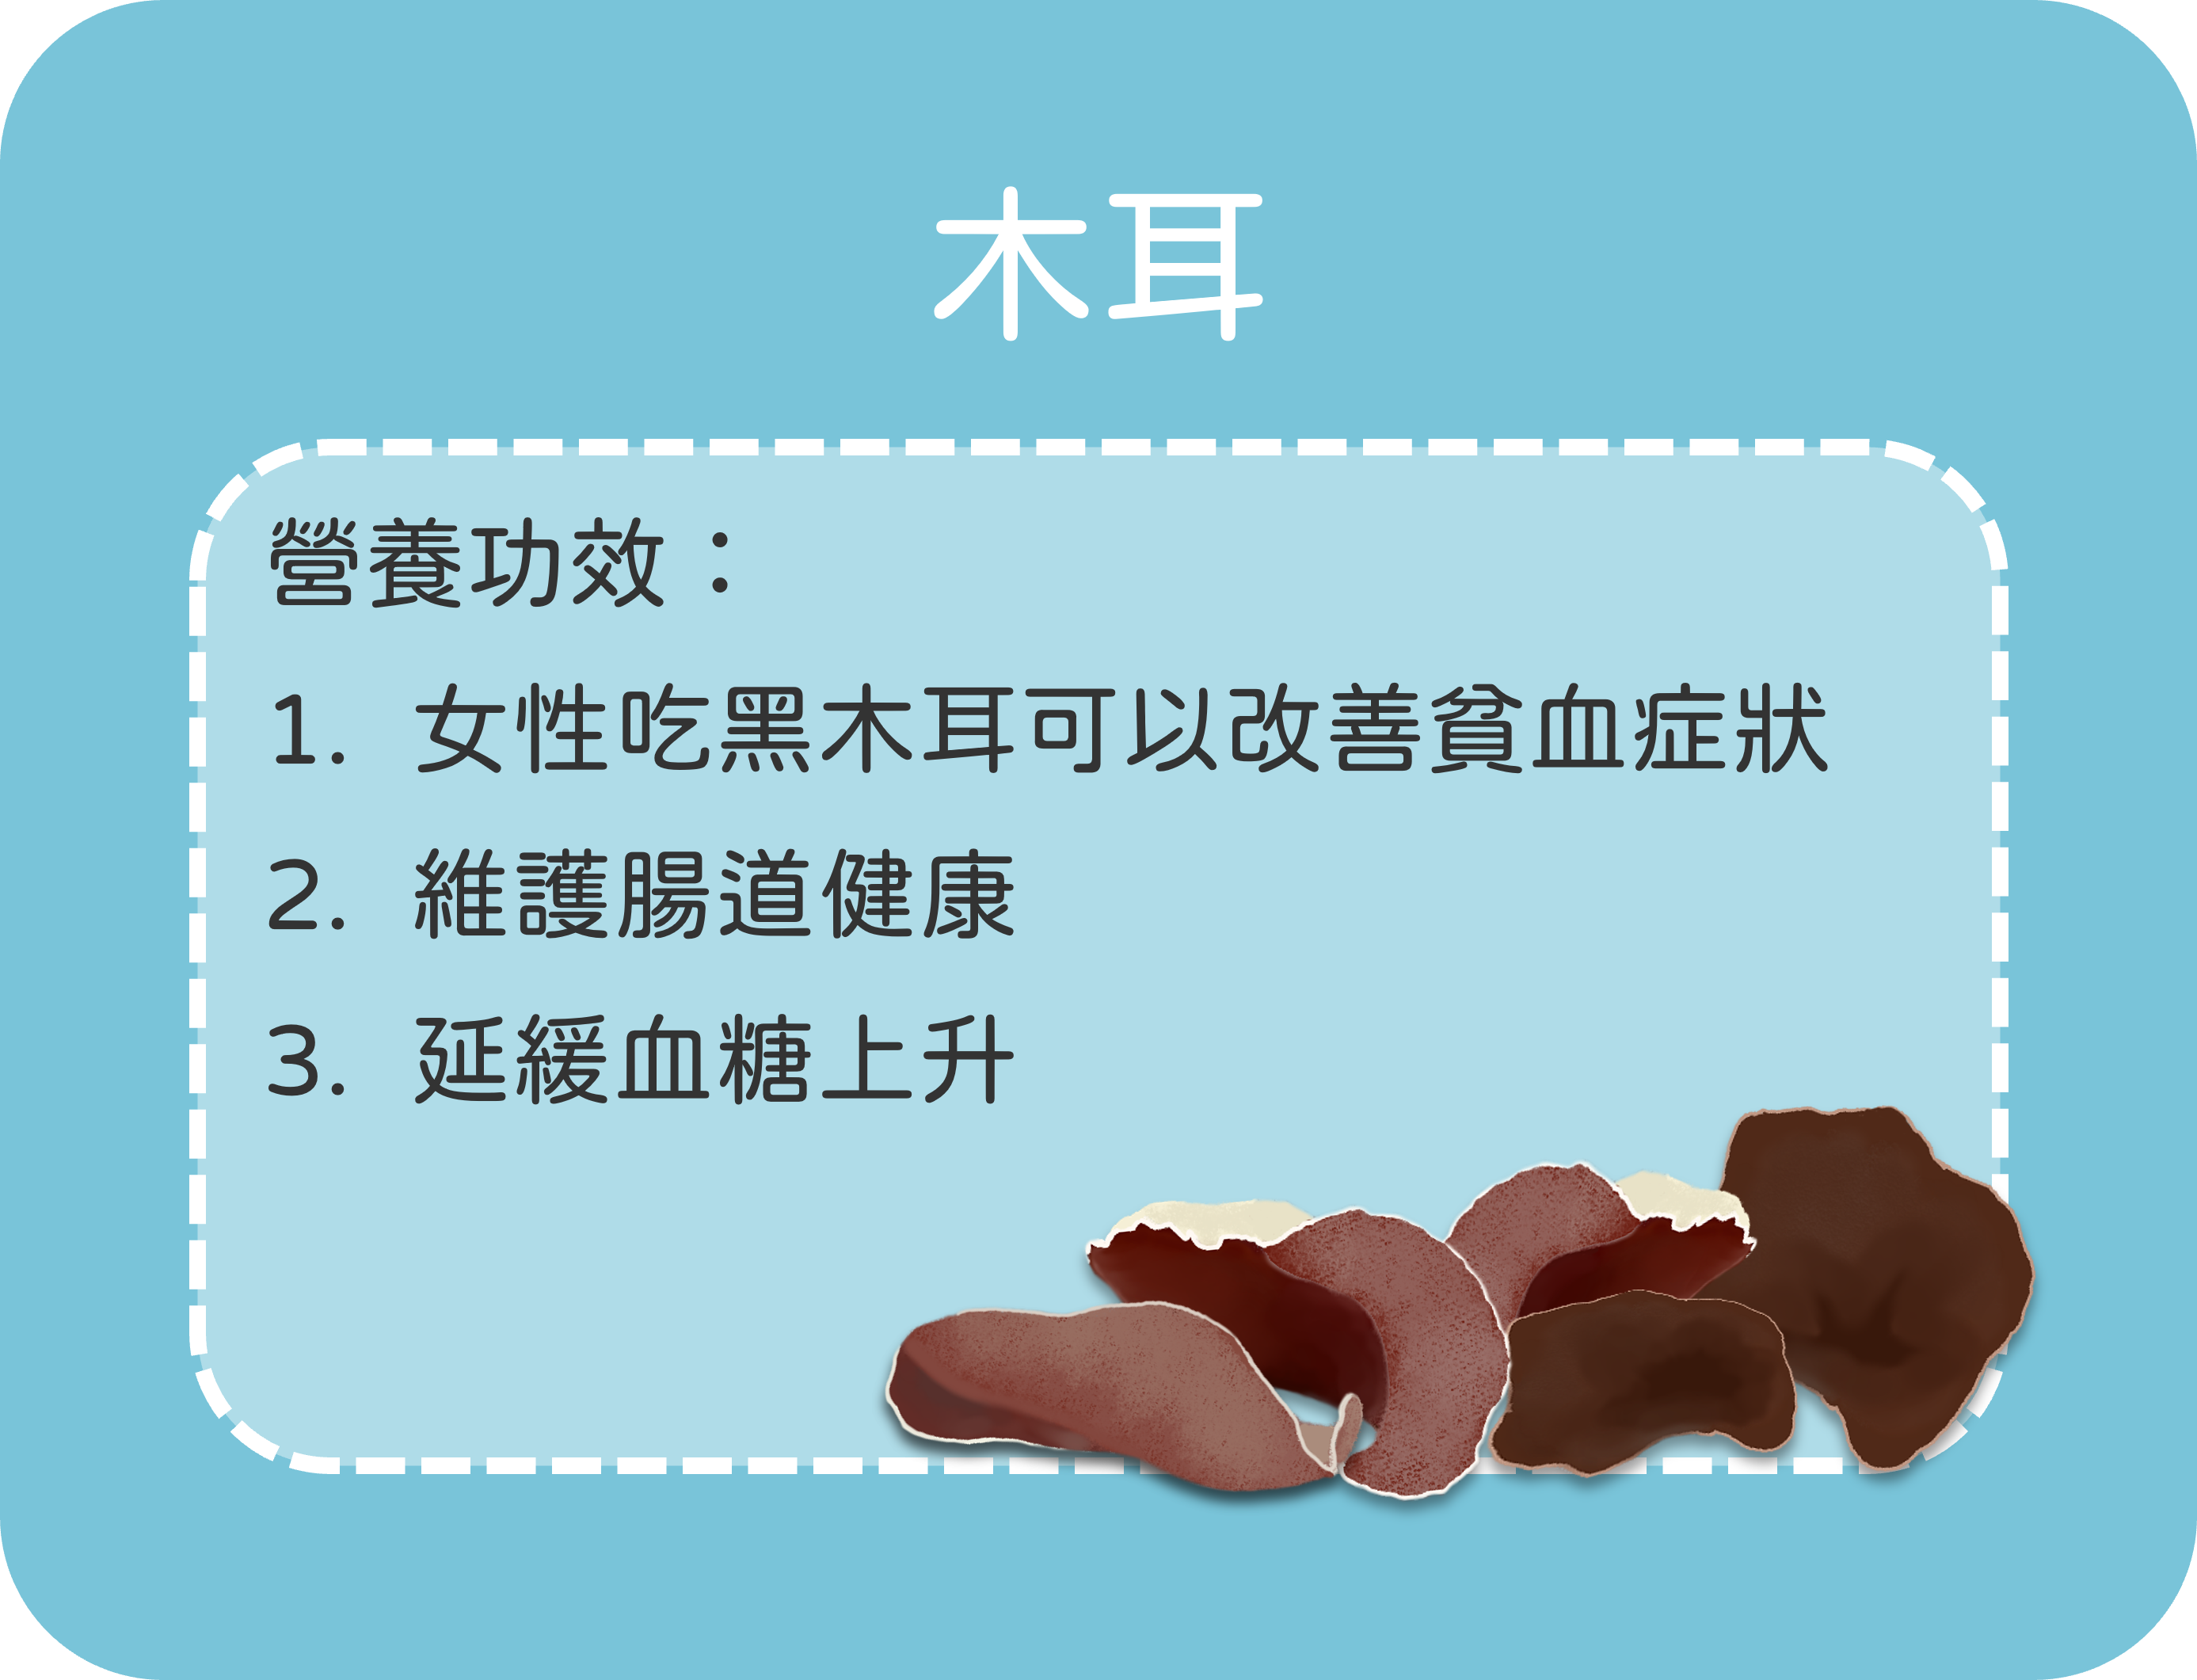 木耳
營養功效：
1. 女性吃黑木耳可以改善貧血症狀
2. 維護腸道健康
3. 延緩血糖上升